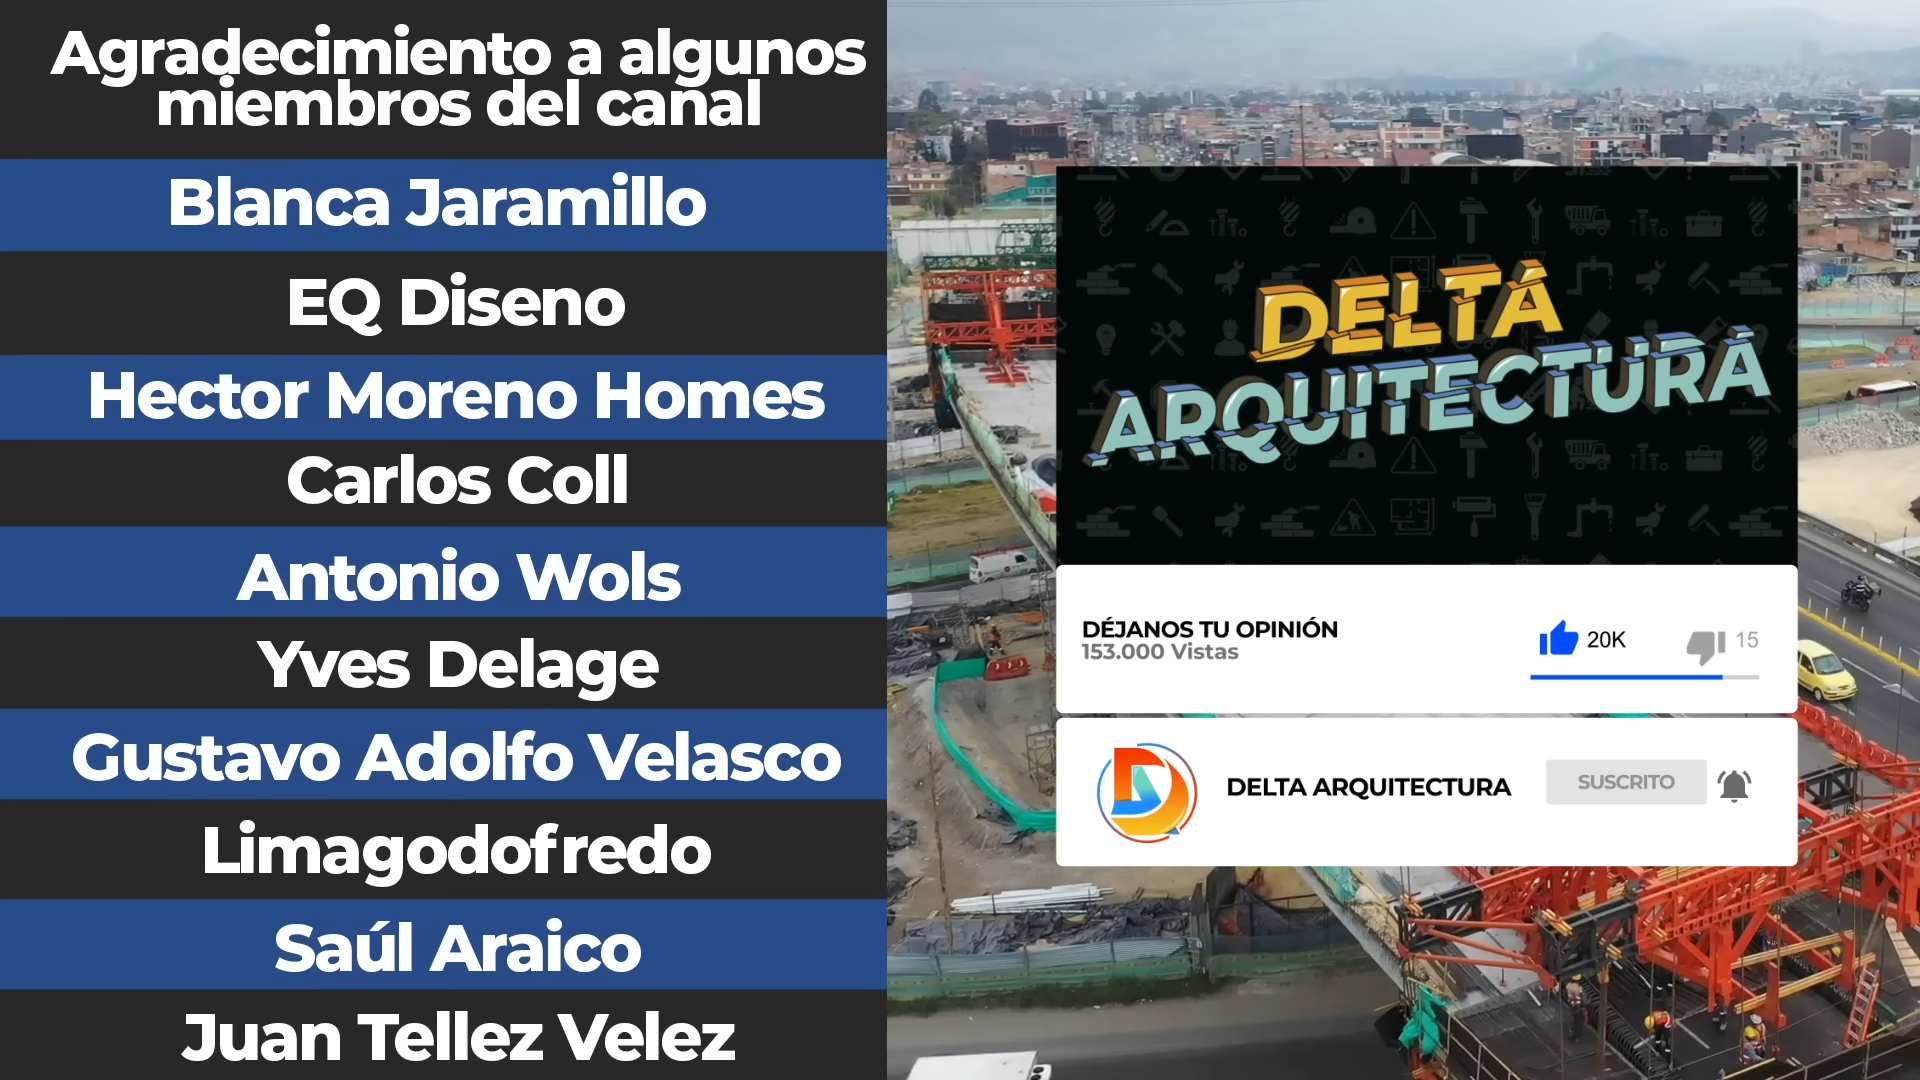 Agradecimiento a algunos
miembros del canal
Blanca Jaramillo
EQ Diseno
Hector Moreno Homes
Carlos Coll
Antonio Wols
Yves Delage
Gustavo Adolfo Velasco
Limagodofredo
Saúl Araico
Juan Tellez Velez
DELTA
ARQUITECTURA
DÉJANOS TU OPINIÓN
153.000 Vistas
20K
15
DELTA ARQUITECTURA
SUSCRITO